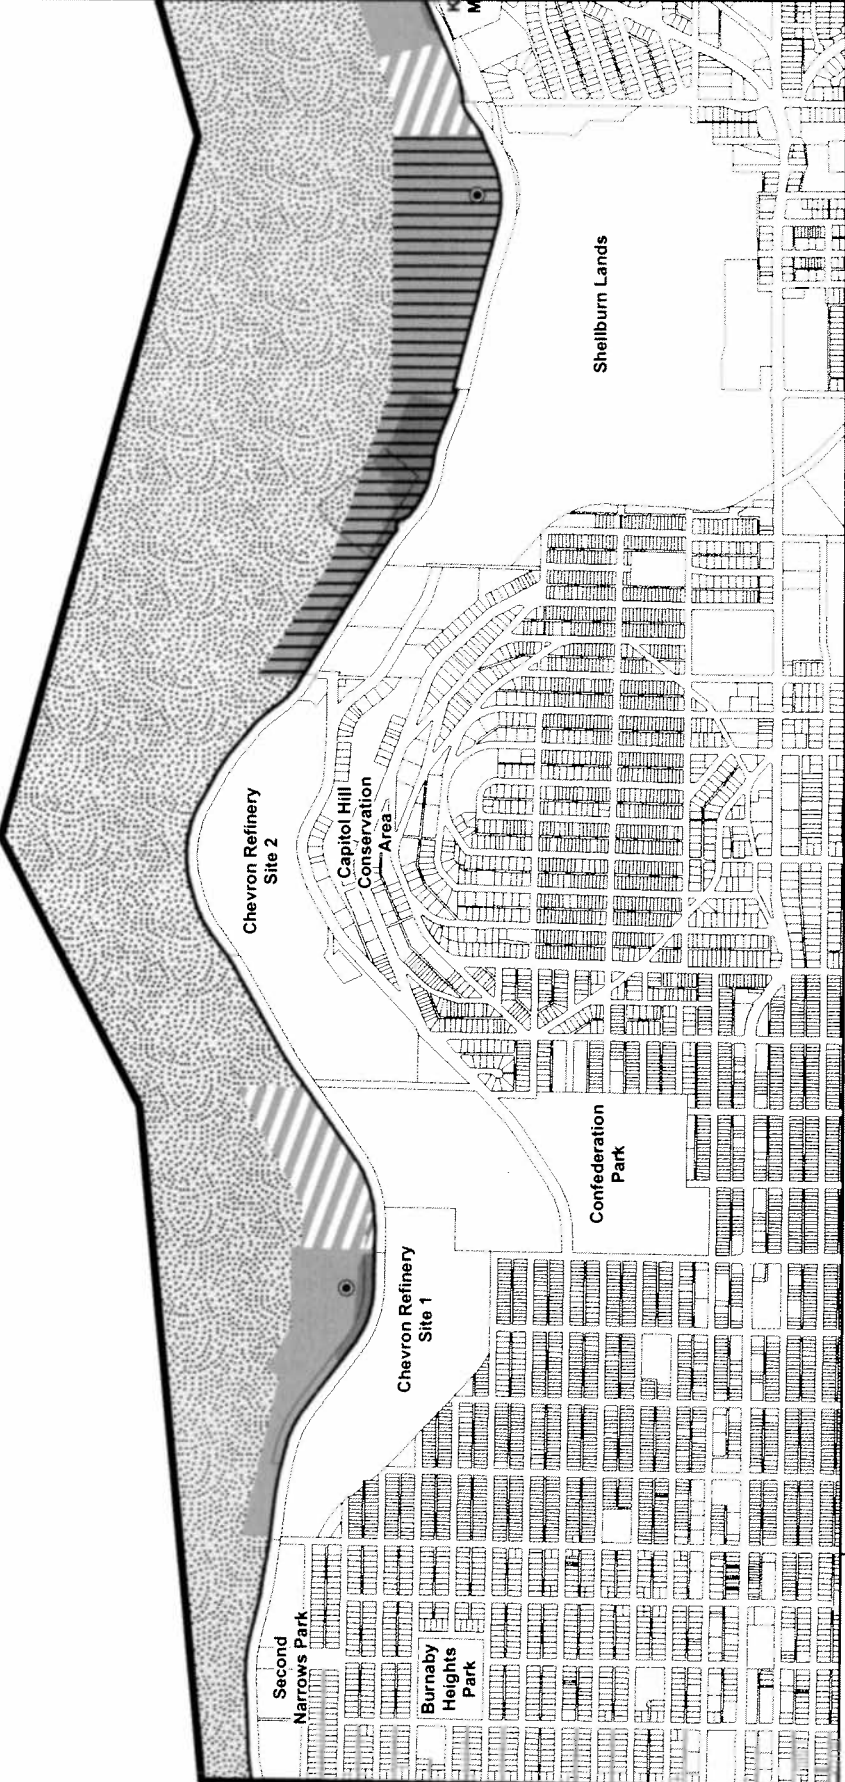 Shellburn Lands
Chevron Refinery
Site 2
Capitol Hill
Conservation
Area
Confederation
Park
Chevron Refinery
Site 1
Second
Narrows Park
Burnaby
Heights
Park